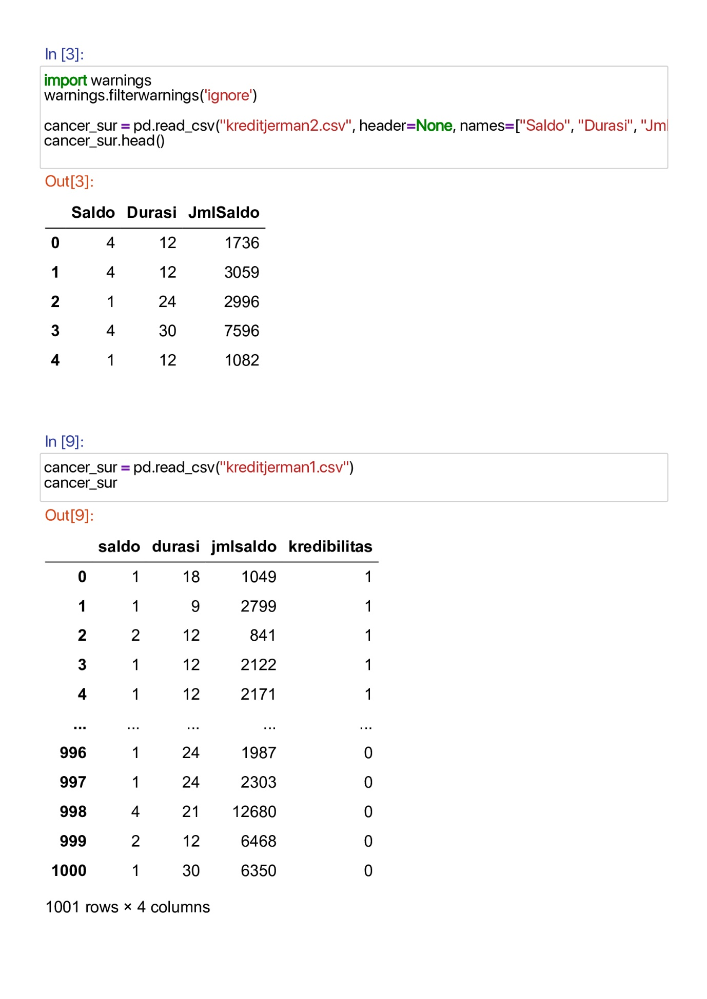 In [3]:
import warnings
warnings.filterwarnings('ignore')
cancer_sur = pd.read_csv("kreditjerman2.csv", header=None, names=["Saldo", "Durasi", "Jml
cancer_sur.head()
Out[3]:
Saldo Durasi JmlSaldo
0 4 12 1736
1 4 12 3059
2 1 24 2996
3 4 30 7596
4 1 12 1082
In [9]:
cancer_sur = pd.read_csv("kreditjerman1.csv")
cancer_sur
Out[9]:
saldo durasi jmlsaldo kredibilitas
0 1 18 1049 1
1 1 9 2799 1
2 2 12 841 1
3 1 12 2122 1
4 1 12 2171 1
... ... ... ... ...
996 1 24 1987 0
997 1 24 2303 0
998 4 21 12680 0
999 2 12 6468 0
1000 1 30 6350 0
1001 rows × 4 columns